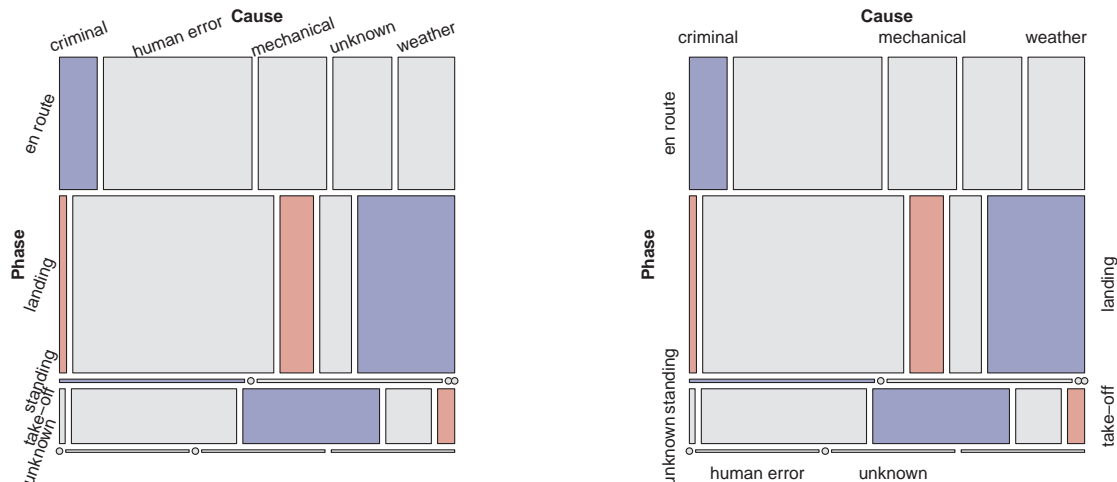 Cause
criminal
human error
mechanical
unknown
weather
Phase
en route
landing
standing
take−off
unknown
Cause
criminal
mechanical
weather
Phase
en route
landing
standing
take−off
unknown
human error
unknown